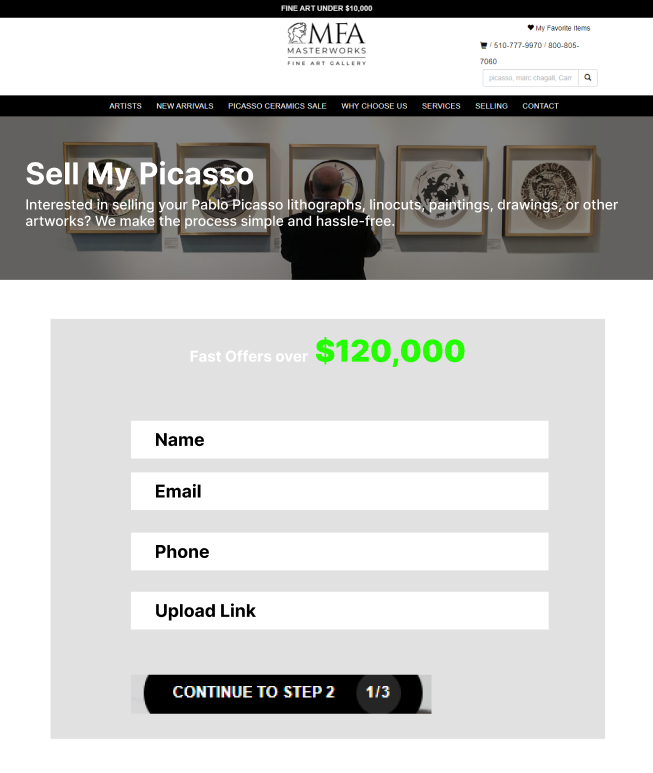 FINE ART UNDER $10,000
MFA
MASTERWORKS
FINE ART GALLERY
My Favorite Items
/ 510-777-9970 / 800-805-
7060
picasso, marc chagall, Carr
ARTISTS NEW ARRIVALS PICASSO CERAMICS SALE WHY CHOOSE US SERVICES SELLING CONTACT
Sell My Picasso
Interested in selling your Pablo Picasso lithographs, linocuts, paintings, drawings, or other
artworks? We make the process simple and hassle-free.
Fast Offers over $120,000
Name
Email
Phone
Upload Link
CONTINUE TO STEP 2 1/3